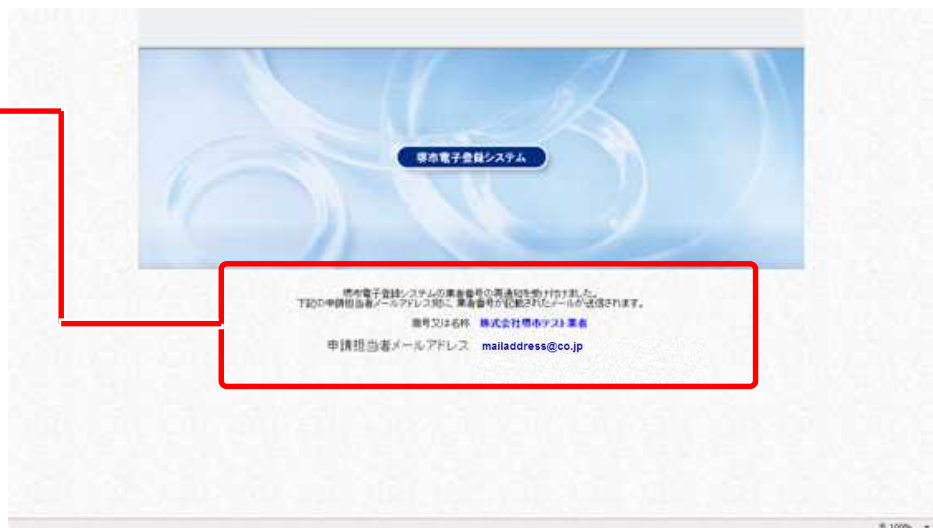 堺市電子登録システム
堺市電子登録システムの業者番号の再通知を受け付けました。
下記の申請担当者メールアドレス宛に、業者番号が記載されたメールが送信されます。
商号又は名称 株式会社堺市テスト業者
申請担当者メールアドレス mailaddress@co.jp
100%